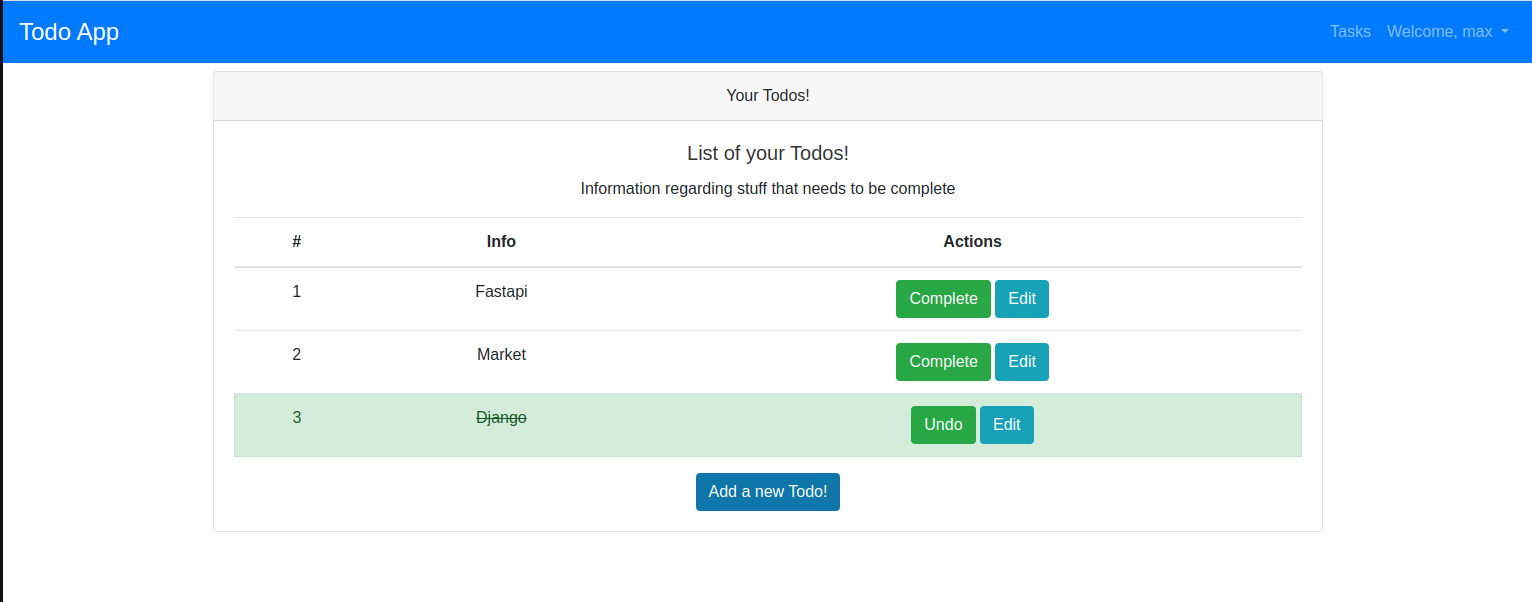 Todo App Tasks Welcome, max
Your Todos!
List of your Todos!
Information regarding stuff that needs to be complete
# Info Actions
1 Fastapi Complete Edit
2 Market Complete Edit
3 Django Undo Edit
Add a new Todo!